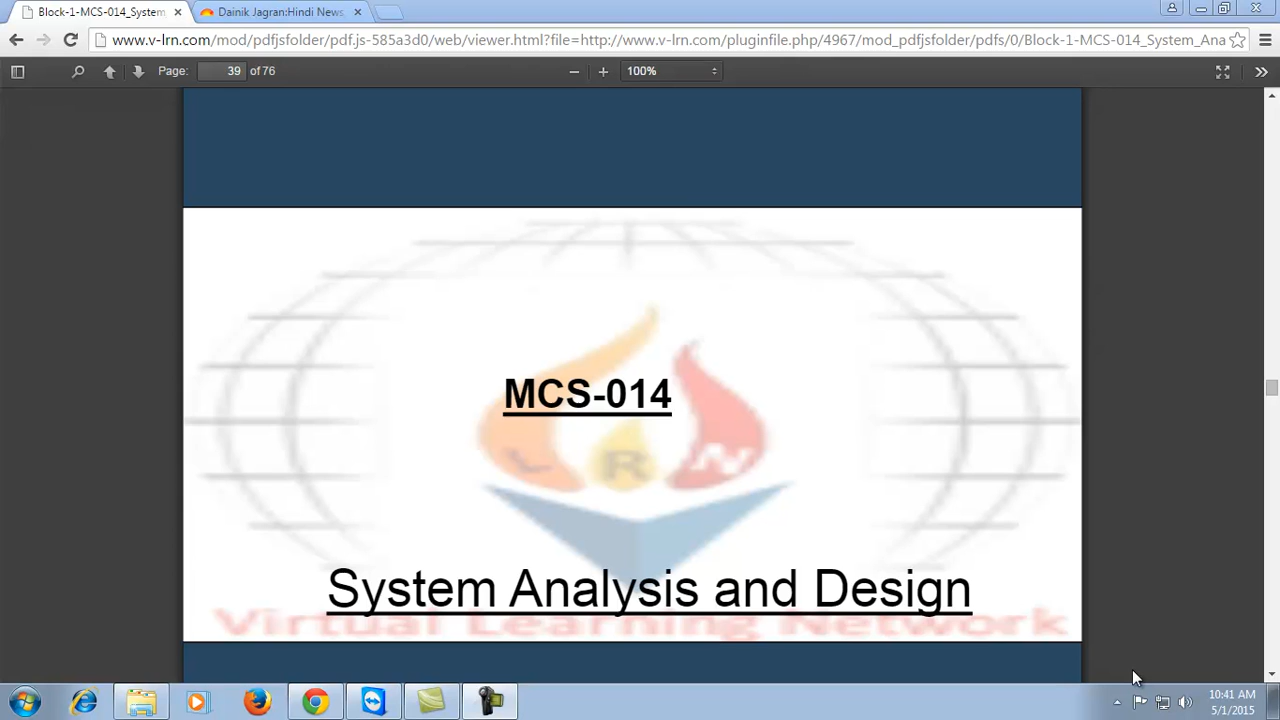 Block-1-MCS-014_System
Dainik Jagran:Hindi News,
www.v-lrn.com/mod/pdfjsfolder/pdf.js-585a3d0/web/viewer.html?file=http://www.v-lrn.com/pluginfile.php/4967/mod_pdfjsfolder/pdfs/0/Block-1-MCS-014_System_Ana
Page: 39 of 76
100%
MCS-014
L R N
System Analysis and Design
Virtual Learning Network
10:41 AM
5/1/2015